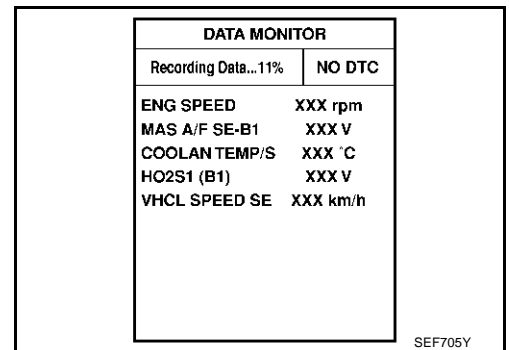 DATA MONITOR
Recording Data...11% NO DTC
ENG SPEED XXX rpm
MAS A/F SE-B1 XXX V
COOLAN TEMP/S XXX °C
HO2S1 (B1) XXX V
VHCL SPEED SE XXX km/h
SEF705Y